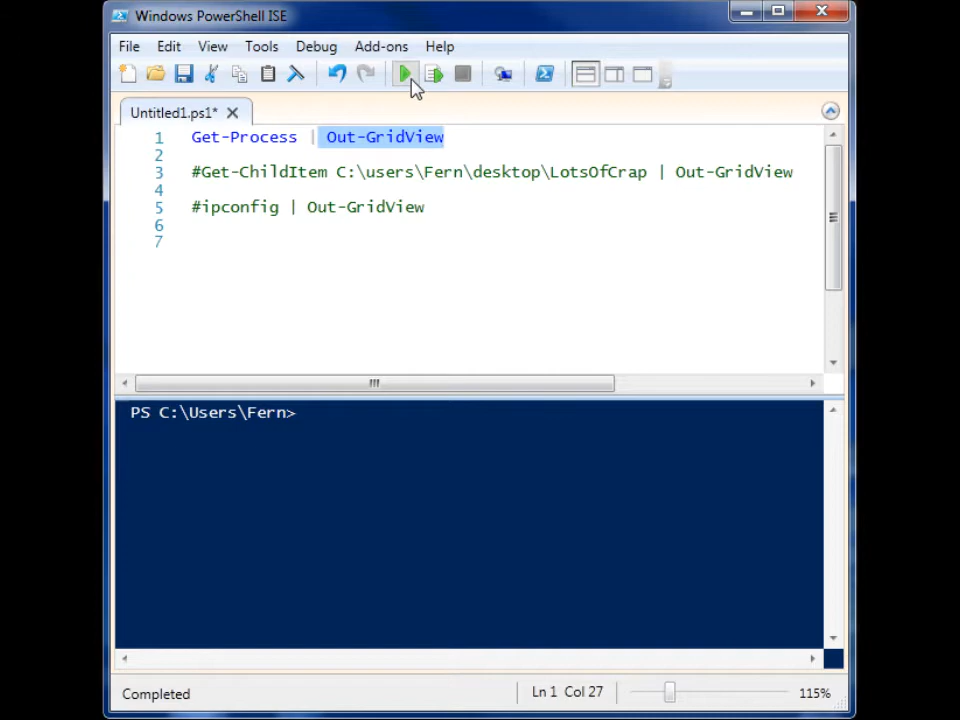 Windows PowerShell ISE
File Edit View Tools Debug Add-ons Help
Untitled1.ps1*
1 Get-Process | Out-GridView
2
3 #Get-ChildItem C:\users\Fern\desktop\LotsOfCrap | Out-GridView
4
5 #ipconfig | Out-GridView
6
7
PS C:\Users\Fern>
Completed Ln 1 Col 27 115%